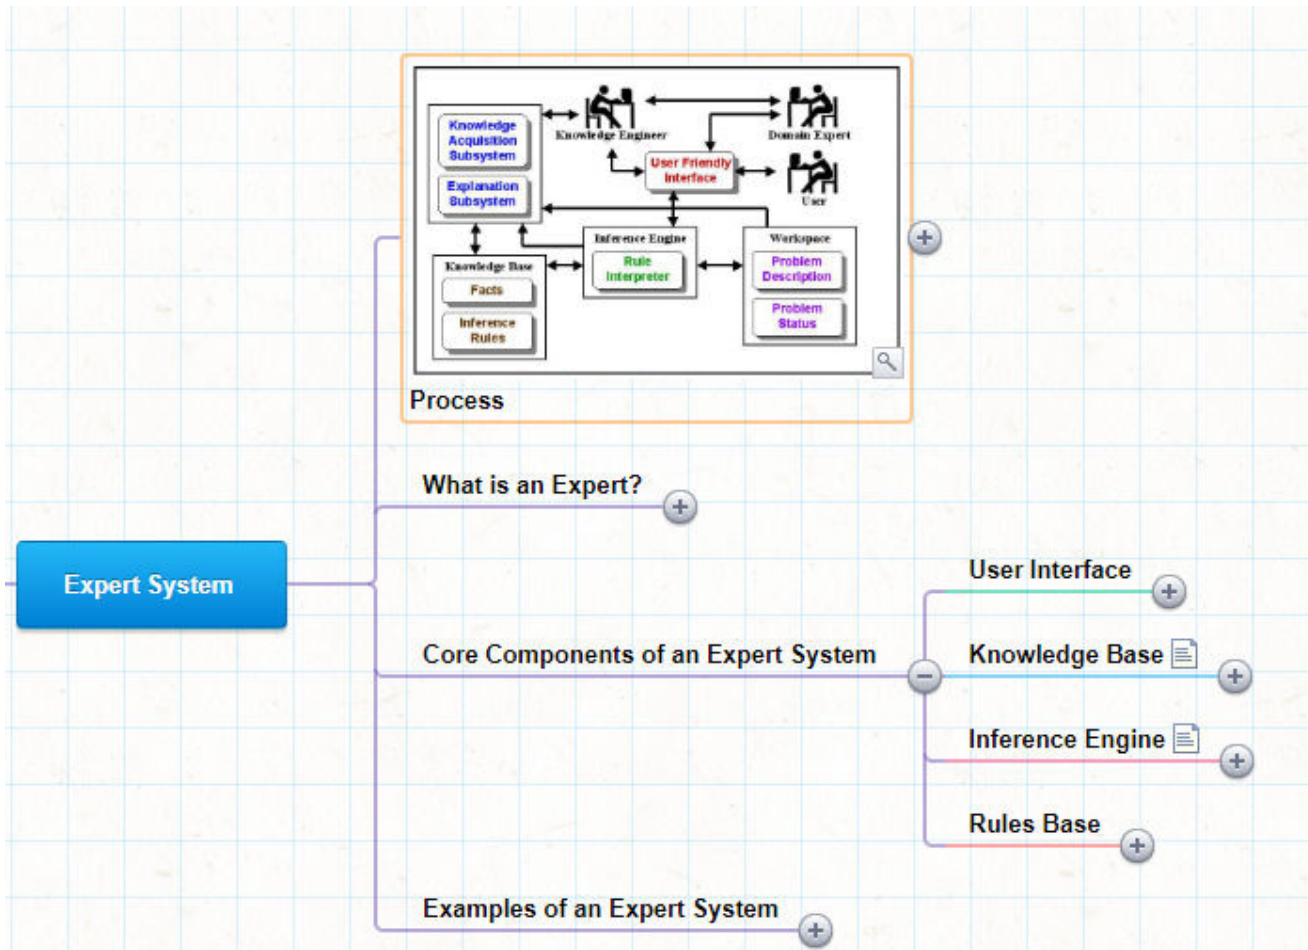 Knowledge Engineer
Domain Expert
Knowledge
Acquisition
Subsystem
User Friendly
Interface
Explanation
Subsystem
User
Inference Engine
Workspace
Rule
Interpreter
Problem
Description
Knowledge Base
Facts
Problem
Status
Inference
Rules
Process
What is an Expert?
Expert System
Core Components of an Expert System
User Interface
Knowledge Base
Inference Engine
Rules Base
Examples of an Expert System